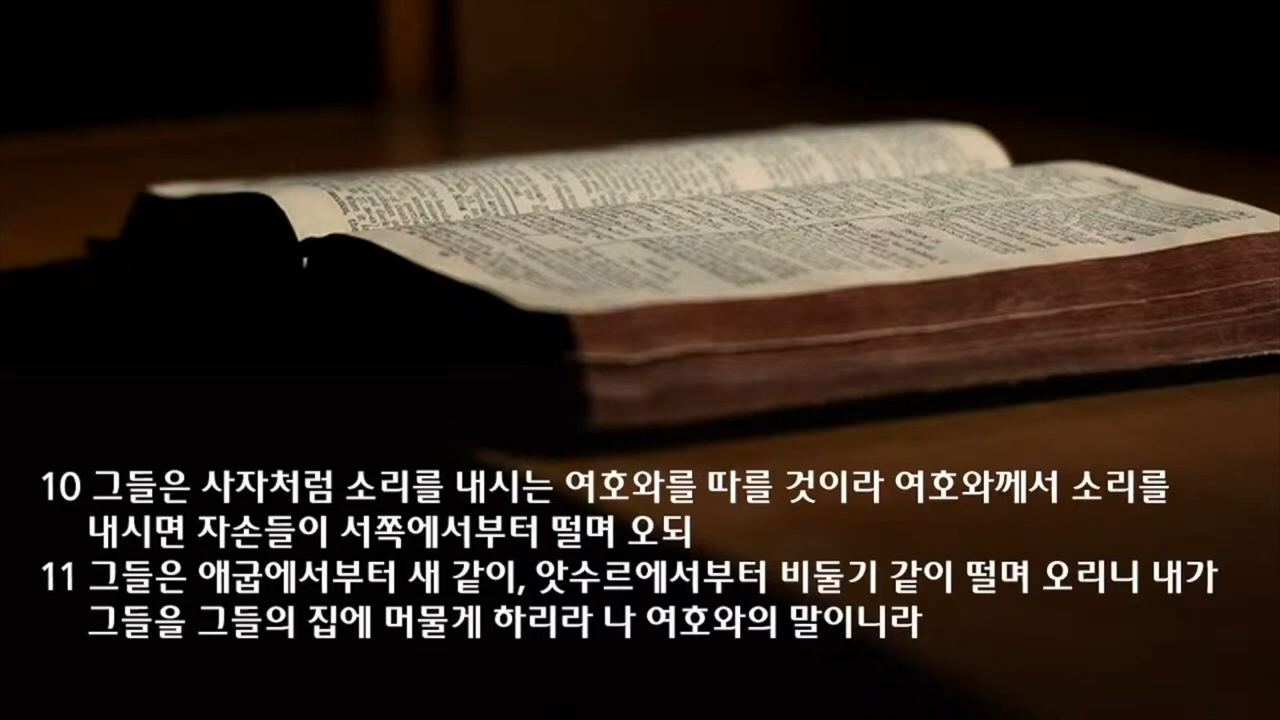 10 그들은 사자처럼 소리를 내시는 여호와를 따를 것이라 여호와께서 소리를
내시면 자손들이 서쪽에서부터 떨며 오되
11 그들은 애굽에서부터 새 같이, 앗수르에서부터 비둘기 같이 떨며 오리니 내가
그들을 그들의 집에 머물게 하리라 나 여호와의 말이니라